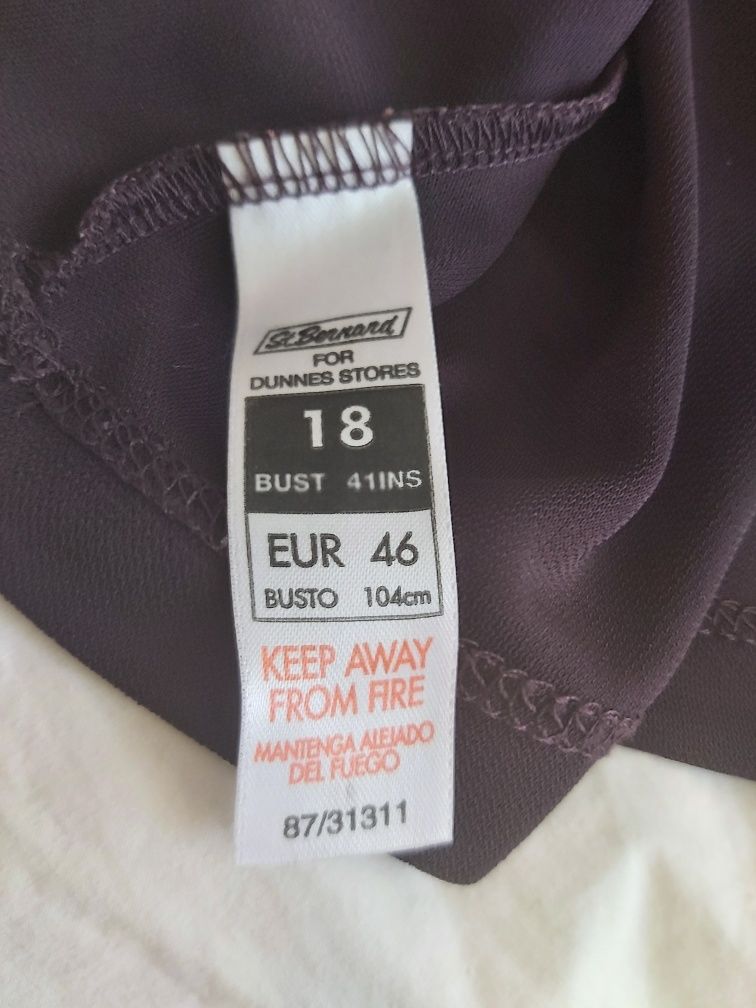 St. Bernard
FOR
DUNNES STORES
18
BUST 41INS
EUR 46
BUSTO 104cm
KEEP AWAY
FROM FIRE
MANTENGA ALEJADO
DEL FUEGO
87/31311